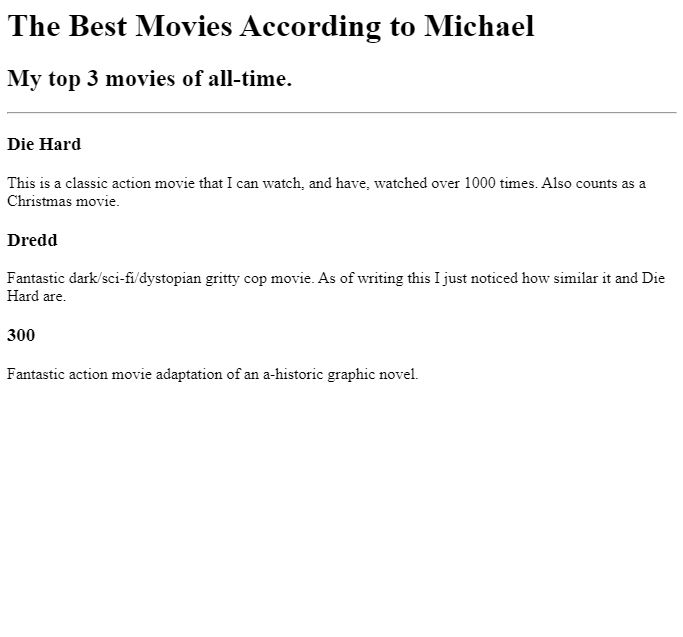 The Best Movies According to Michael
My top 3 movies of all-time.
Die Hard
This is a classic action movie that I can watch, and have, watched over 1000 times. Also counts as a
Christmas movie.
Dredd
Fantastic dark/sci-fi/dystopian gritty cop movie. As of writing this I just noticed how similar it and Die
Hard are.
300
Fantastic action movie adaptation of an a-historic graphic novel.